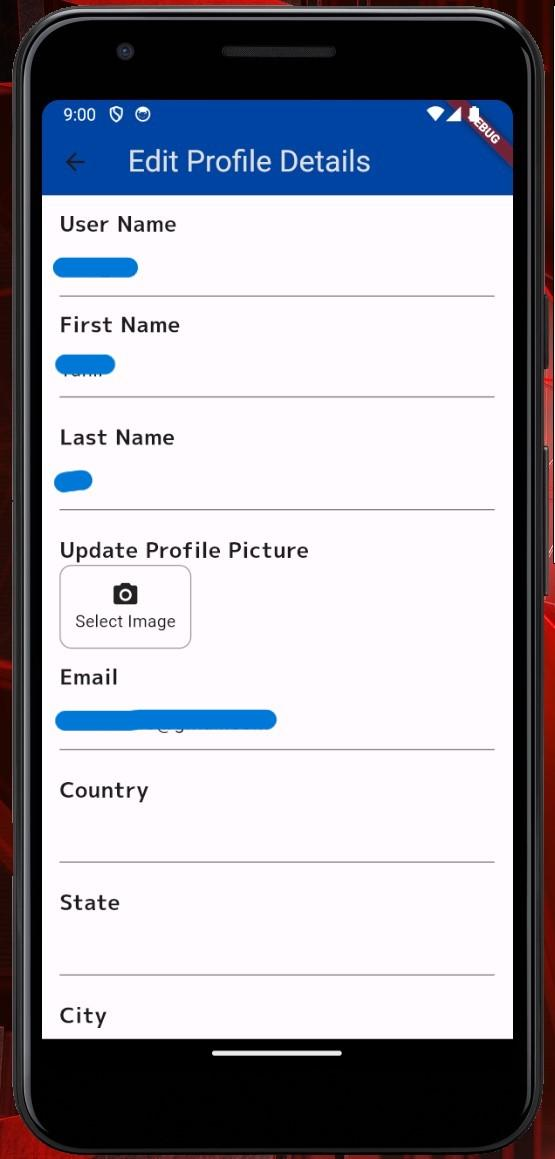 9:00
DEBUG
Edit Profile Details
User Name
First Name
Last Name
Update Profile Picture
Select Image
Email
Country
State
City